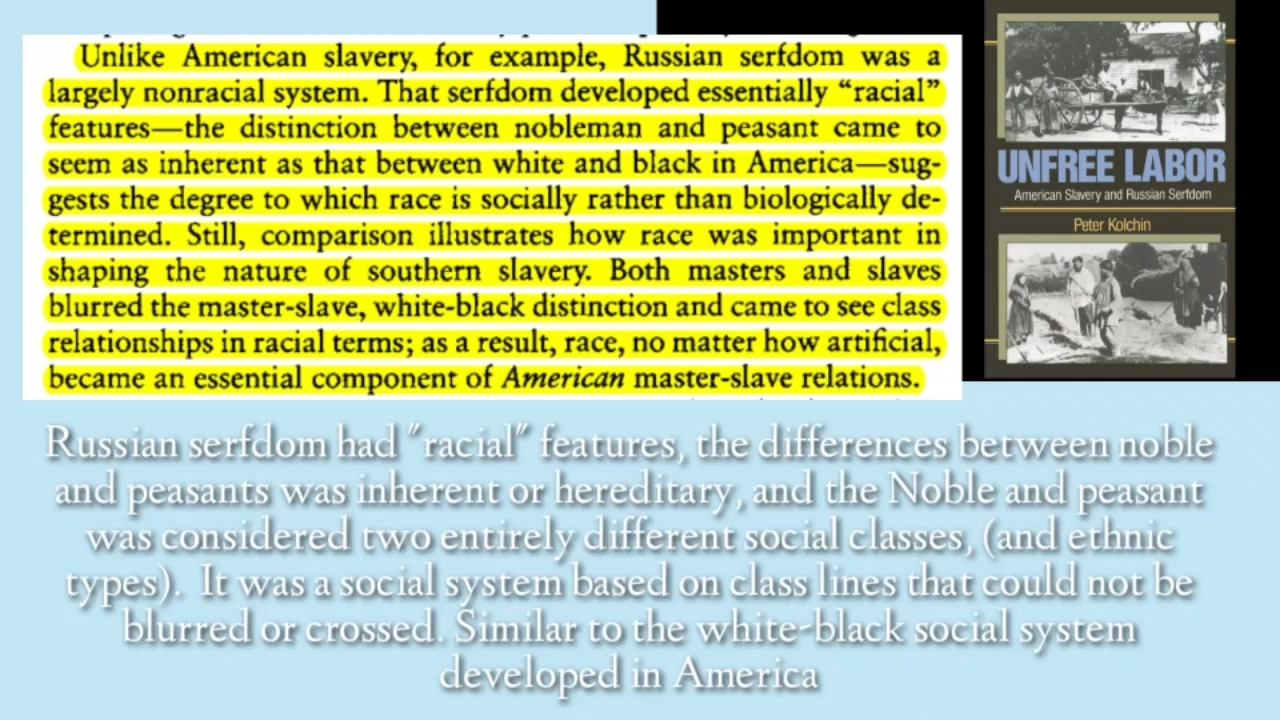 Unlike American slavery, for example, Russian serfdom was a
largely nonracial system. That serfdom developed essentially “racial”
features—the distinction between nobleman and peasant came to
seem as inherent as that between white and black in America—sug-
gests the degree to which race is socially rather than biologically de-
termined. Still, comparison illustrates how race was important in
shaping the nature of southern slavery. Both masters and slaves
blurred the master-slave, white-black distinction and came to see class
relationships in racial terms; as a result, race, no matter how artificial,
became an essential component of American master-slave relations.
UNFREE LABOR
American Slavery and Russian Serfdom
Peter Kolchin
Russian serfdom had "racial" features, the differences between noble
and peasants was inherent or hereditary, and the Noble and peasant
was considered two entirely different social classes, (and ethnic
types). It was a social system based on class lines that could not be
blurred or crossed. Similar to the white-black social system
developed in America